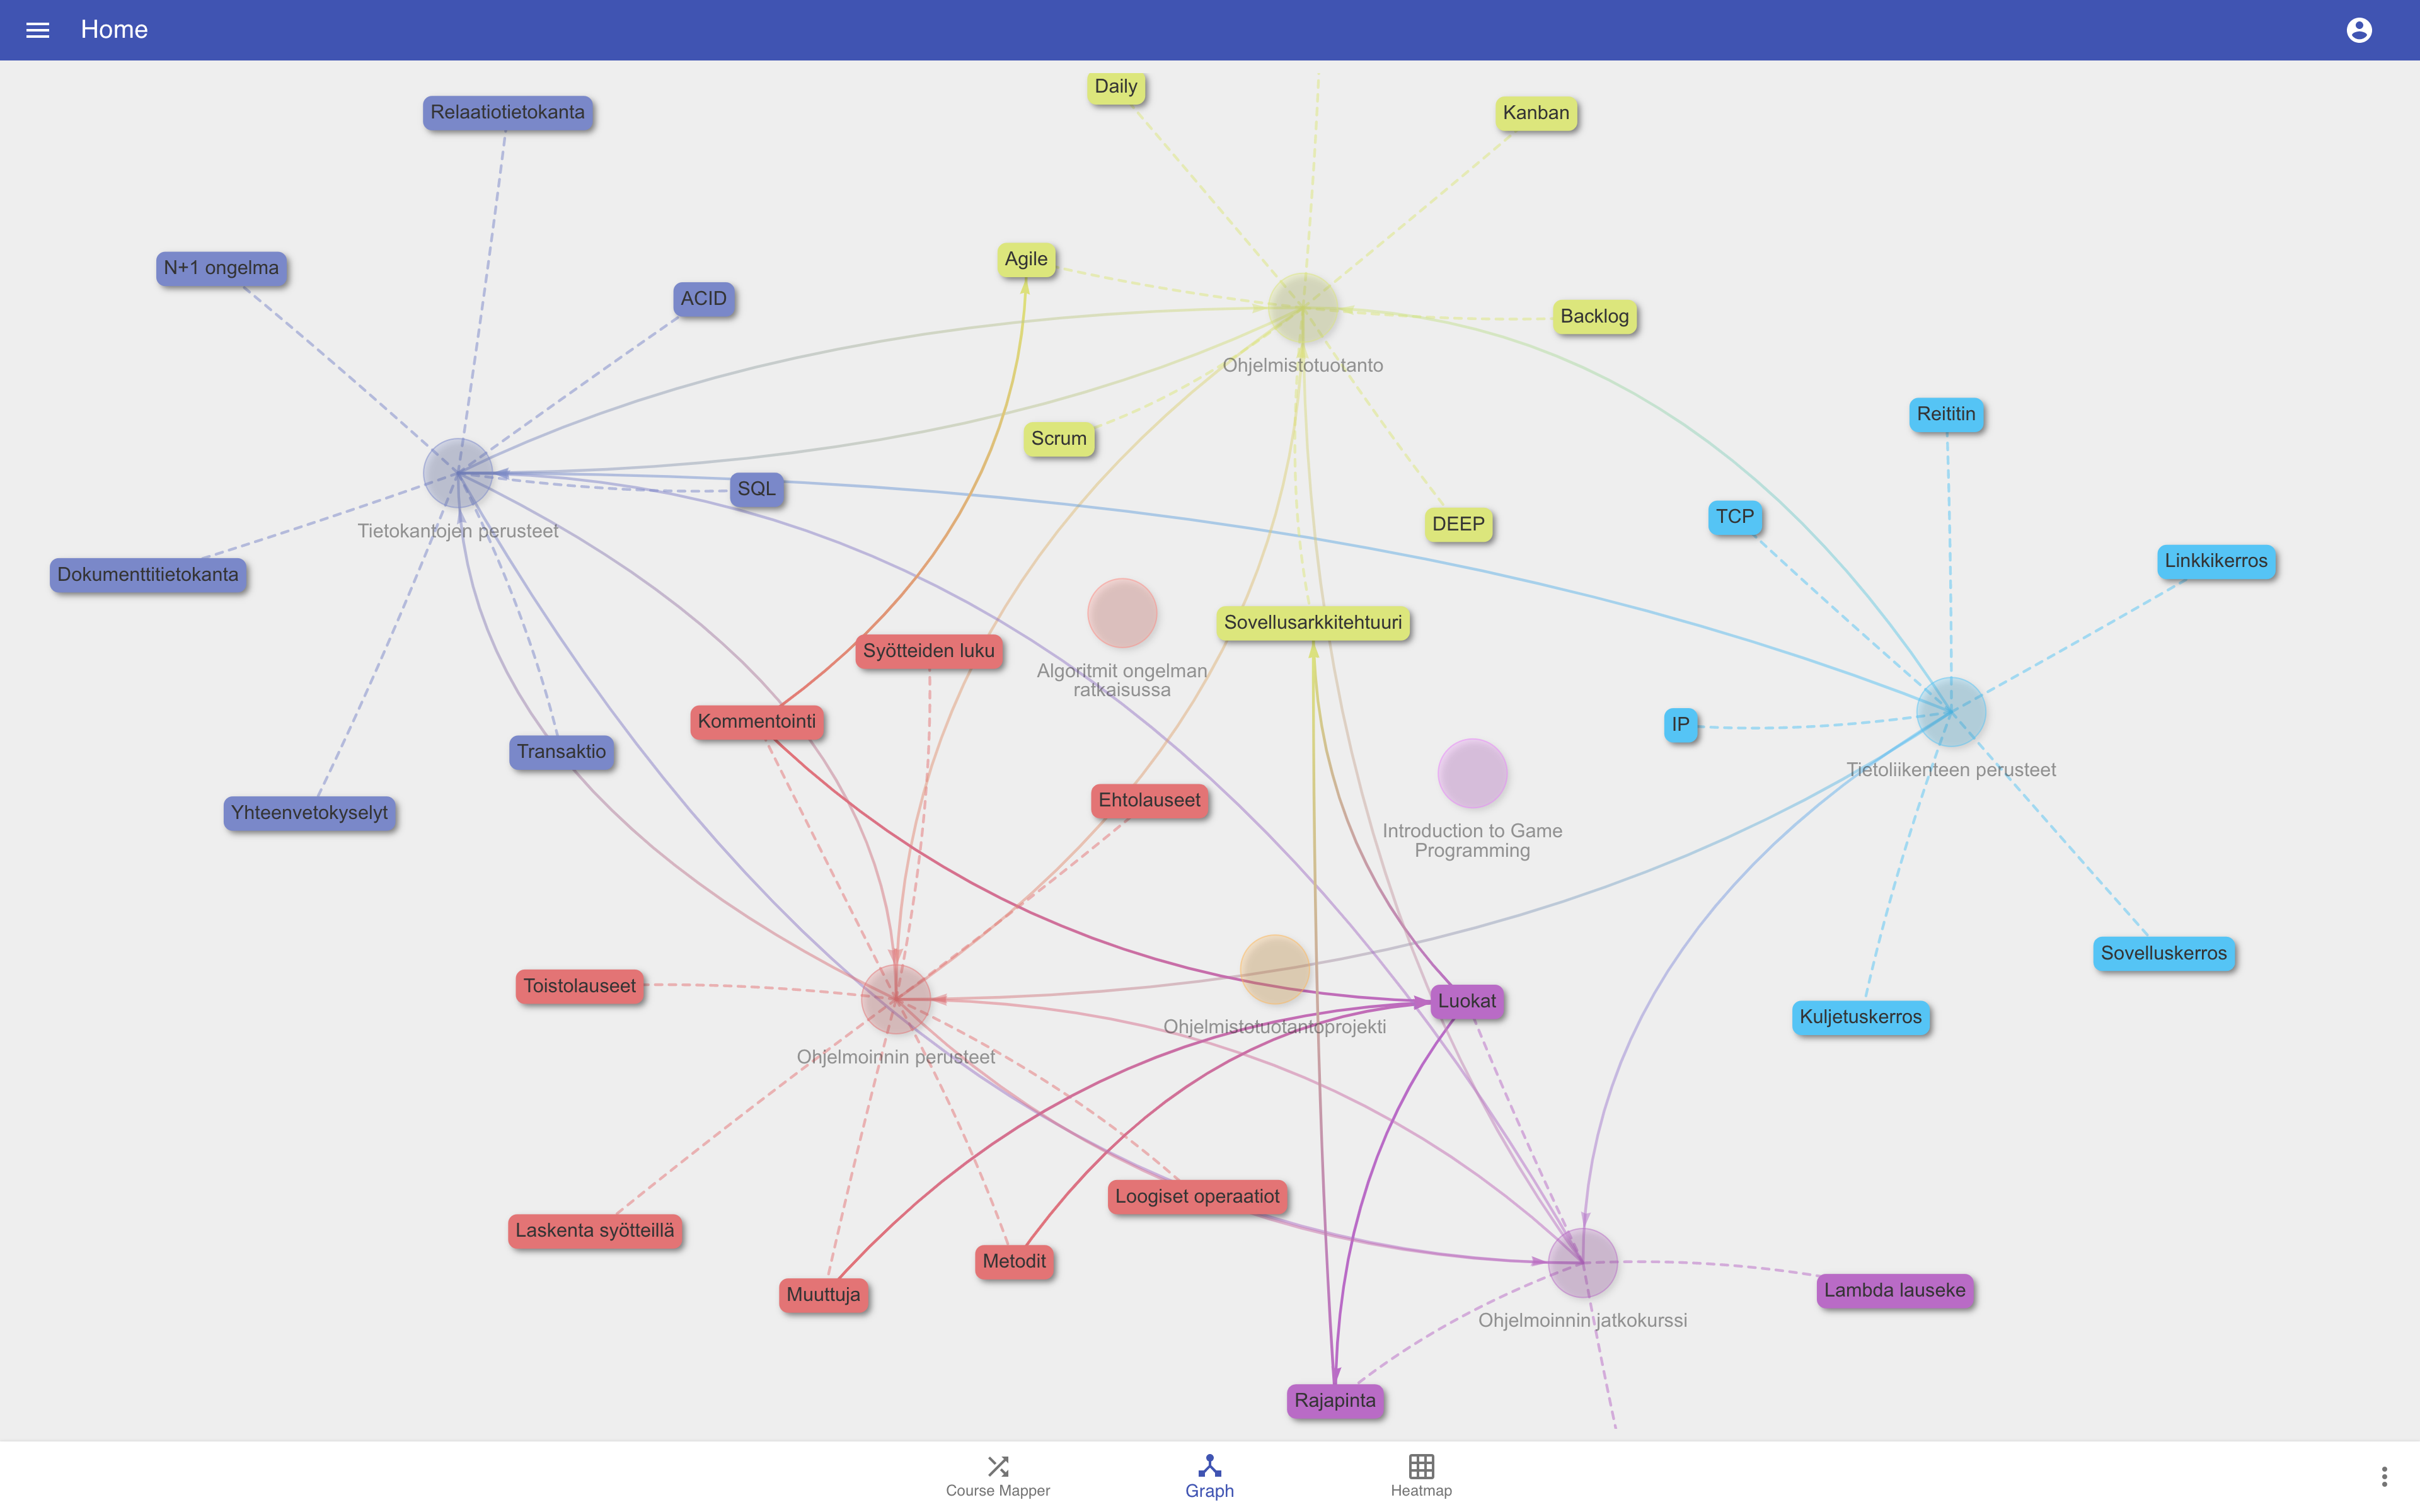 Home
Daily
Relaatiotietokanta
Kanban
Agile
N+1 ongelma
ACID
Backlog
Ohjelmistotuotanto
Reititin
Scrum
SQL
TCP
DEEP
Tietokantojen perusteet
Linkkikerros
Dokumenttitietokanta
Sovellusarkkitehtuuri
Syötteiden luku
Algoritmit ongelman
ratkaisussa
Kommentointi
IP
Transaktio
Tietoliikenteen perusteet
Ehtolauseet
Yhteenvetokyselyt
Introduction to Game
Programming
Sovelluskerros
Toistolauseet
Luokat
Kuljetuskerros
Ohjelmistotuotantoprojekti
Ohjelmoinnin perusteet
Loogiset operaatiot
Laskenta syötteillä
Metodit
Lambda lauseke
Muuttuja
Ohjelmoinnin jatkokurssi
Rajapinta
Course Mapper
Graph
Heatmap